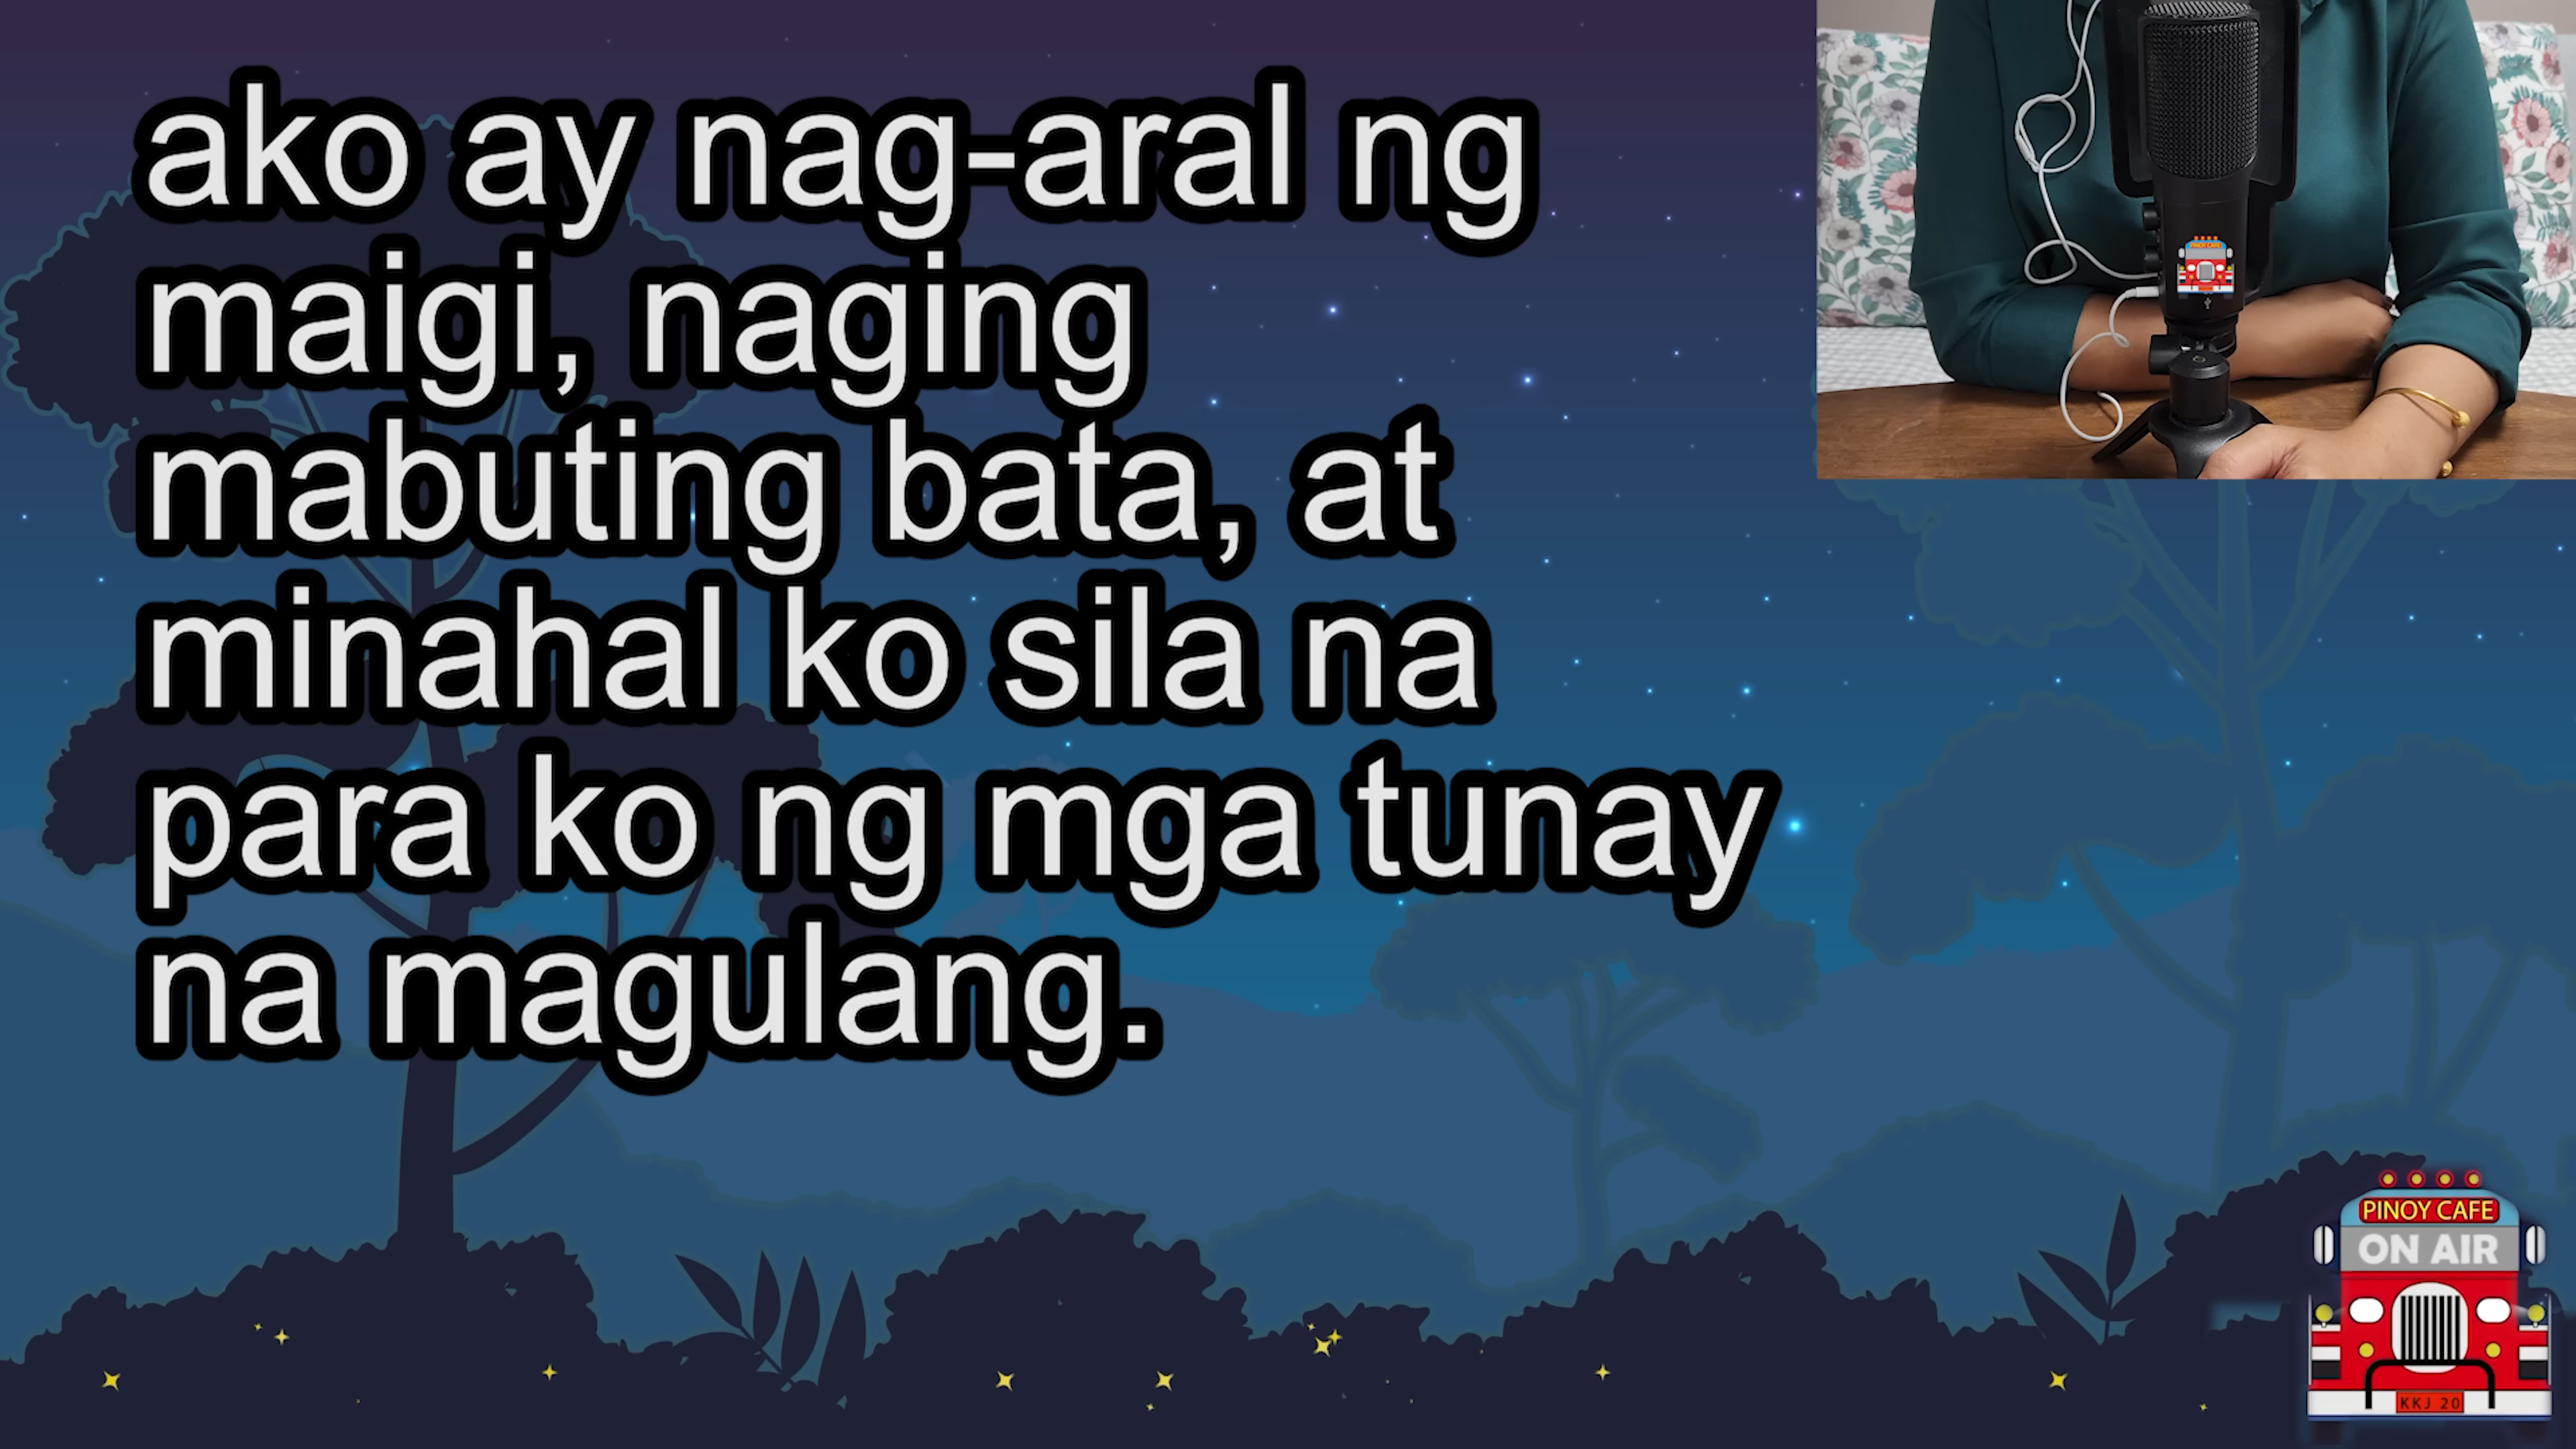 ako ay nag-aral ng
maigi, naging
mabuting bata, at
minahal ko sila na
para ko ng mga tunay
na magulang.
PINOY CAFE
ON AIR
KKJ 20